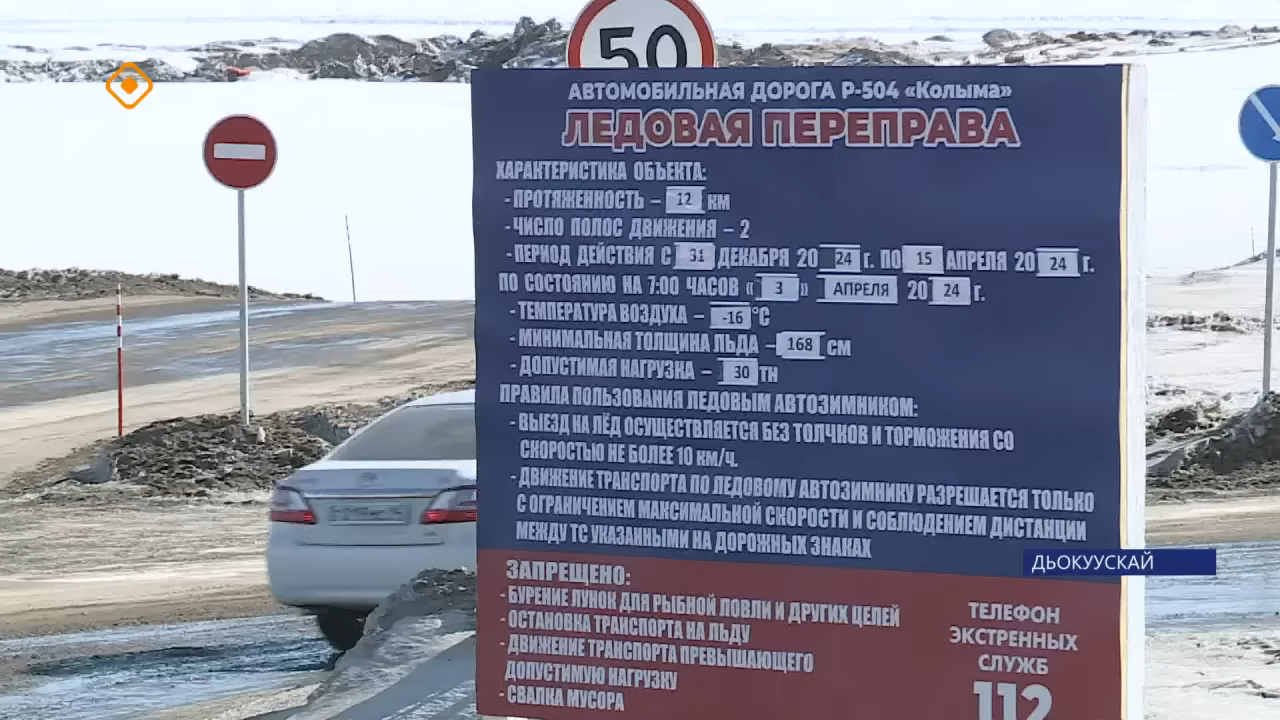 50
АВТОМОБИЛЬНАЯ ДОРОГА Р-504 «Колыма»
ЛЕДОВАЯ ПЕРЕПРАВА
ХАРАКТЕРИСТИКА ОБЪЕКТА:
- ПРОТЯЖЕННОСТЬ – 12 КМ
- ЧИСЛО ПОЛОС ДВИЖЕНИЯ – 2
- ПЕРИОД ДЕЙСТВИЯ С 31 ДЕКАБРЯ 20 24 г. ПО 15 АПРЕЛЯ 20 24 г.
ПО СОСТОЯНИЮ НА 7:00 ЧАСОВ « 3 » АПРЕЛЯ 20 24 г.
- ТЕМПЕРАТУРА ВОЗДУХА – -16 °С
- МИНИМАЛЬНАЯ ТОЛЩИНА ЛЬДА – 168 СМ
- ДОПУСТИМАЯ НАГРУЗКА – 30 ТН
ПРАВИЛА ПОЛЬЗОВАНИЯ ЛЕДОВЫМ АВТОЗИМНИКОМ:
- ВЫЕЗД НА ЛЁД ОСУЩЕСТВЛЯЕТСЯ БЕЗ ТОЛЧКОВ И ТОРМОЖЕНИЯ СО
СКОРОСТЬЮ НЕ БОЛЕЕ 10 КМ/Ч.
- ДВИЖЕНИЕ ТРАНСПОРТА ПО ЛЕДОВОМУ АВТОЗИМНИКУ РАЗРЕШАЕТСЯ ТОЛЬКО
С ОГРАНИЧЕНИЕМ МАКСИМАЛЬНОЙ СКОРОСТИ И СОБЛЮДЕНИЕМ ДИСТАНЦИИ
МЕЖДУ ТС УКАЗАННЫМИ НА ДОРОЖНЫХ ЗНАКАХ
ДЬОКУУСКАЙ
ЗАПРЕЩЕНО:
- БУРЕНИЕ ЛУНОК ДЛЯ РЫБНОЙ ЛОВЛИ И ДРУГИХ ЦЕЛЕЙ
- ОСТАНОВКА ТРАНСПОРТА НА ЛЬДУ
- ДВИЖЕНИЕ ТРАНСПОРТА ПРЕВЫШАЮЩЕГО
ДОПУСТИМУЮ НАГРУЗКУ
- СВАЛКА МУСОРА
ТЕЛЕФОН
ЭКСТРЕННЫХ
СЛУЖБ
112